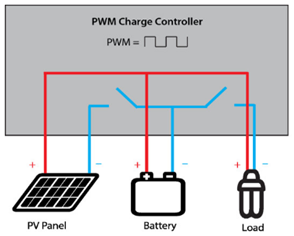 PWM Charge Controller
PWM =
+ – + – + –
PV Panel Battery Load